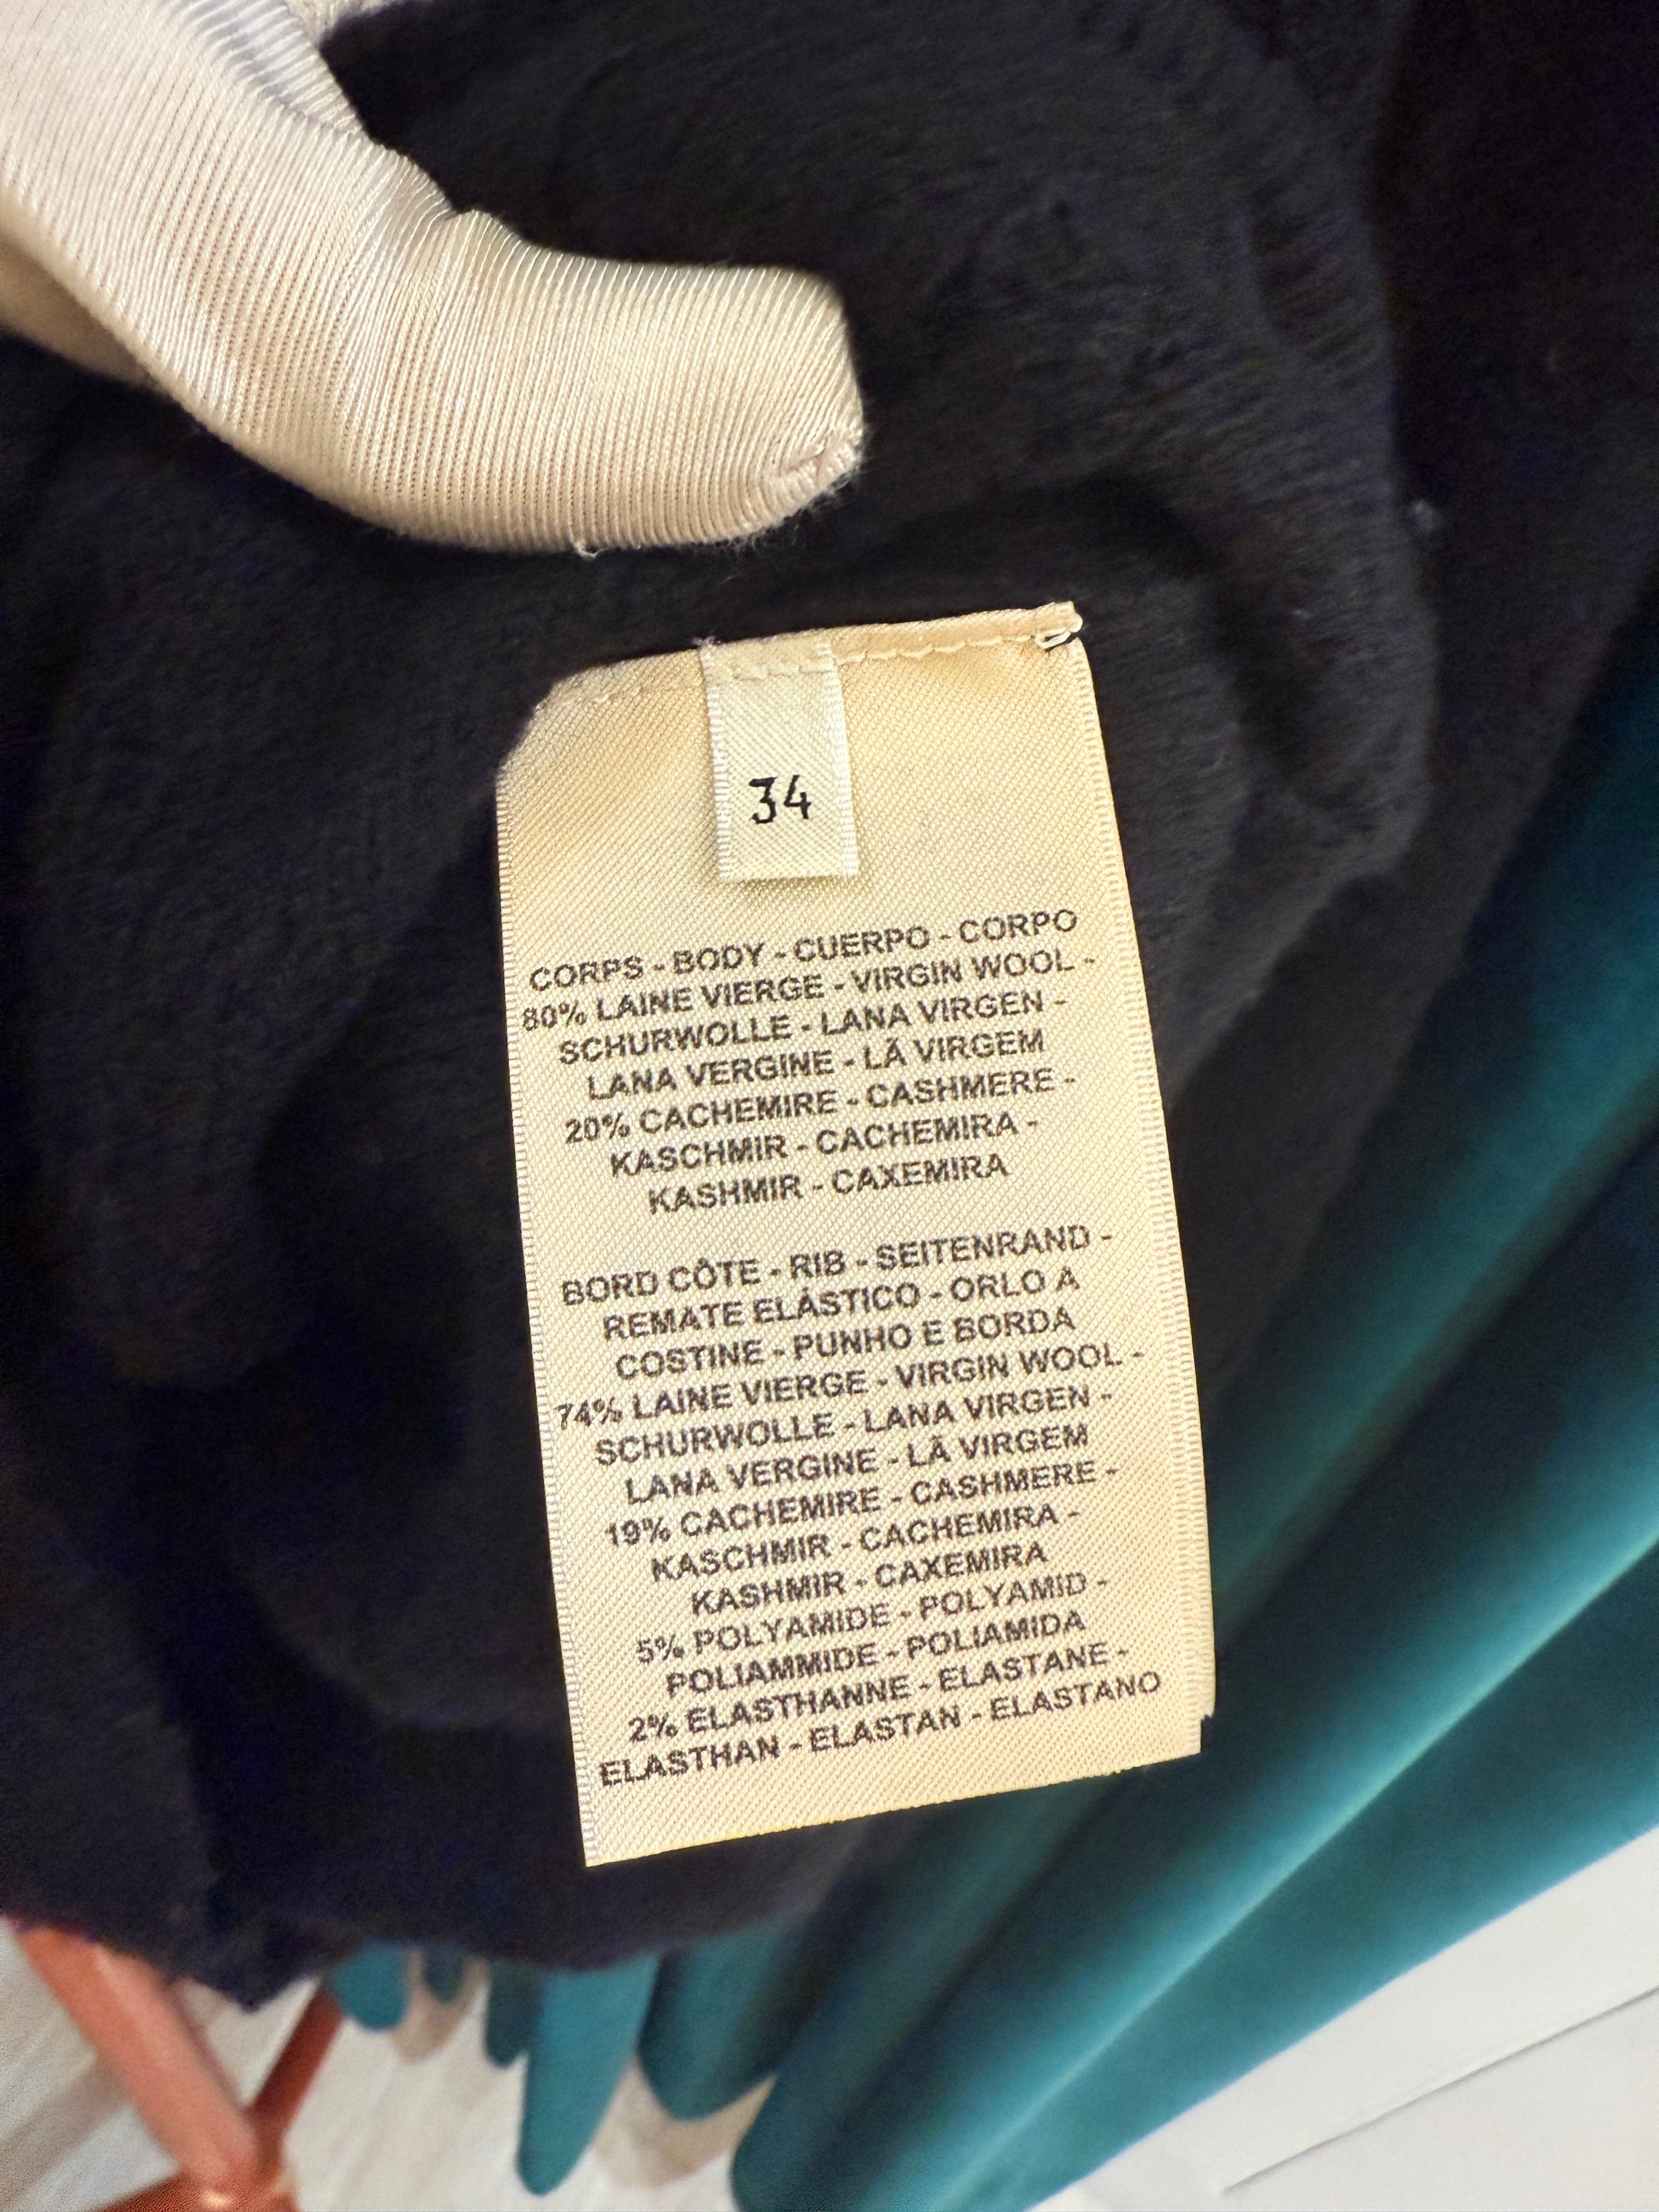 34
CORPS - BODY - CUERPO - CORPO
80% LAINE VIERGE - VIRGIN WOOL -
SCHURWOLLE - LANA VIRGEN -
LANA VERGINE - LÃ VIRGEM
20% CACHEMIRE - CASHMERE -
KASCHMIR - CACHEMIRA -
KASHMIR - CAXEMIRA
BORD CÔTE - RIB - SEITENRAND -
REMATE ELÁSTICO - ORLO A
COSTINE - PUNHO E BORDA
74% LAINE VIERGE - VIRGIN WOOL -
SCHURWOLLE - LANA VIRGEN -
LANA VERGINE - LÃ VIRGEM
19% CACHEMIRE - CASHMERE -
KASCHMIR - CACHEMIRA -
KASHMIR - CAXEMIRA
5% POLYAMIDE - POLYAMID -
POLIAMMIDE - POLIAMIDA
2% ELASTHANNE - ELASTANE -
ELASTHAN - ELASTAN - ELASTANO